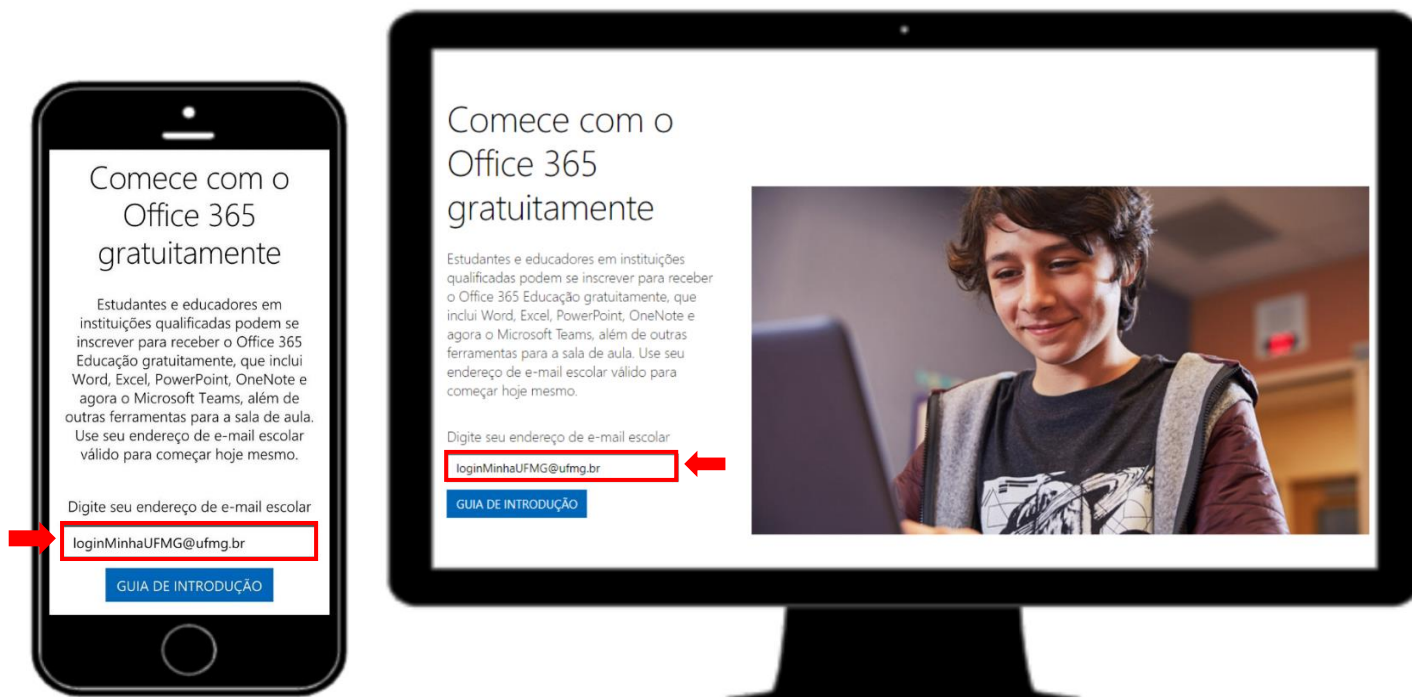 Comece com o
Office 365
gratuitamente
Estudantes e educadores em
instituições qualificadas podem se
inscrever para receber o Office 365
Educação gratuitamente, que inclui
Word, Excel, PowerPoint, OneNote e
agora o Microsoft Teams, além de
outras ferramentas para a sala de aula.
Use seu endereço de e-mail escolar
válido para começar hoje mesmo.
Digite seu endereço de e-mail escolar
loginMinhaUFMG@ufmg.br
GUIA DE INTRODUÇÃO
Comece com o
Office 365
gratuitamente
Estudantes e educadores em instituições
qualificadas podem se inscrever para receber
o Office 365 Educação gratuitamente, que
inclui Word, Excel, PowerPoint, OneNote e
agora o Microsoft Teams, além de outras
ferramentas para a sala de aula. Use seu
endereço de e-mail escolar válido para
começar hoje mesmo.
Digite seu endereço de e-mail escolar
loginMinhaUFMG@ufmg.br
GUIA DE INTRODUÇÃO